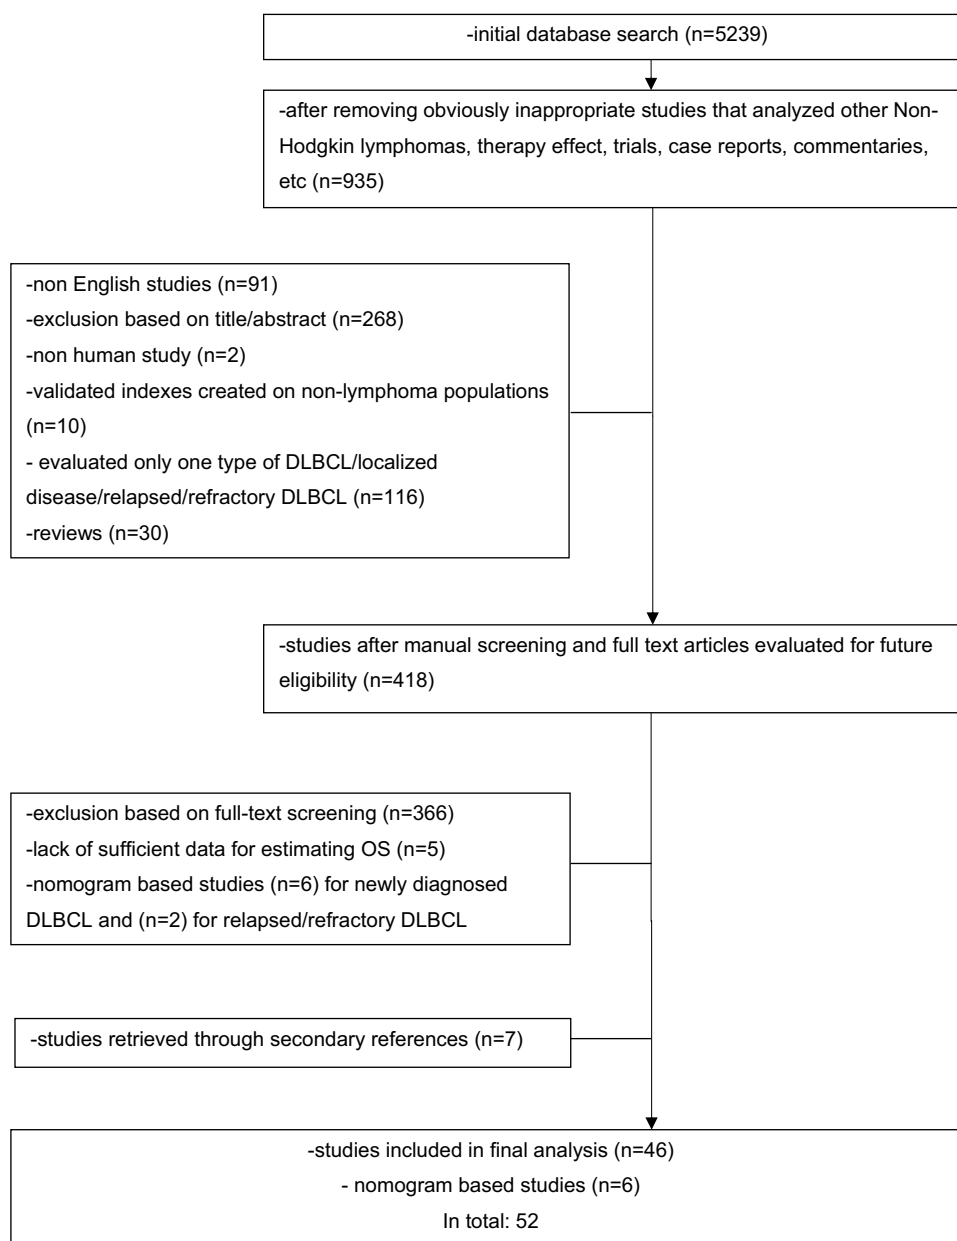 -initial database search (n=5239)
-after removing obviously inappropriate studies that analyzed other Non-
Hodgkin lymphomas, therapy effect, trials, case reports, commentaries,
etc (n=935)
-non English studies (n=91)
-exclusion based on title/abstract (n=268)
-non human study (n=2)
-validated indexes created on non-lymphoma populations
(n=10)
- evaluated only one type of DLBCL/localized
disease/relapsed/refractory DLBCL (n=116)
-reviews (n=30)
-studies after manual screening and full text articles evaluated for future
eligibility (n=418)
-exclusion based on full-text screening (n=366)
-lack of sufficient data for estimating OS (n=5)
-nomogram based studies (n=6) for newly diagnosed
DLBCL and (n=2) for relapsed/refractory DLBCL
-studies retrieved through secondary references (n=7)
-studies included in final analysis (n=46)
- nomogram based studies (n=6)
In total: 52